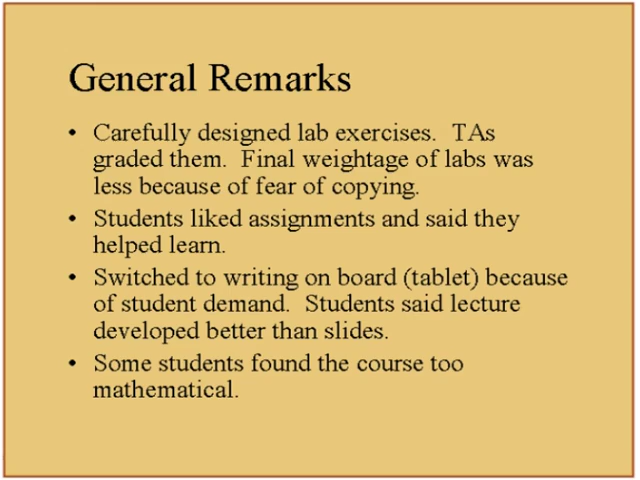 General Remarks
• Carefully designed lab exercises.  TAs
graded them.  Final weightage of labs was
less because of fear of copying.
• Students liked assignments and said they
helped learn.
• Switched to writing on board (tablet) because
of student demand.  Students said lecture
developed better than slides.
• Some students found the course too
mathematical.